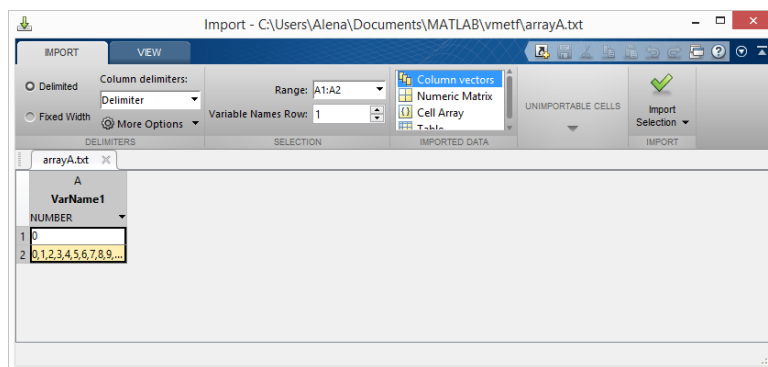 Import - C:\Users\Alena\Documents\MATLAB\vmetf\arrayA.txt
IMPORT VIEW
Delimited
Fixed Width
Column delimiters:
Delimiter
More Options
DELIMITERS
Range: A1:A2
Variable Names Row: 1
SELECTION
Column vectors
Numeric Matrix
Cell Array
Table
IMPORTED DATA
UNIMPORTABLE CELLS
Import
Selection
IMPORT
arrayA.txt
A
VarName1
NUMBER
1 0
2 0,1,2,3,4,5,6,7,8,9,...